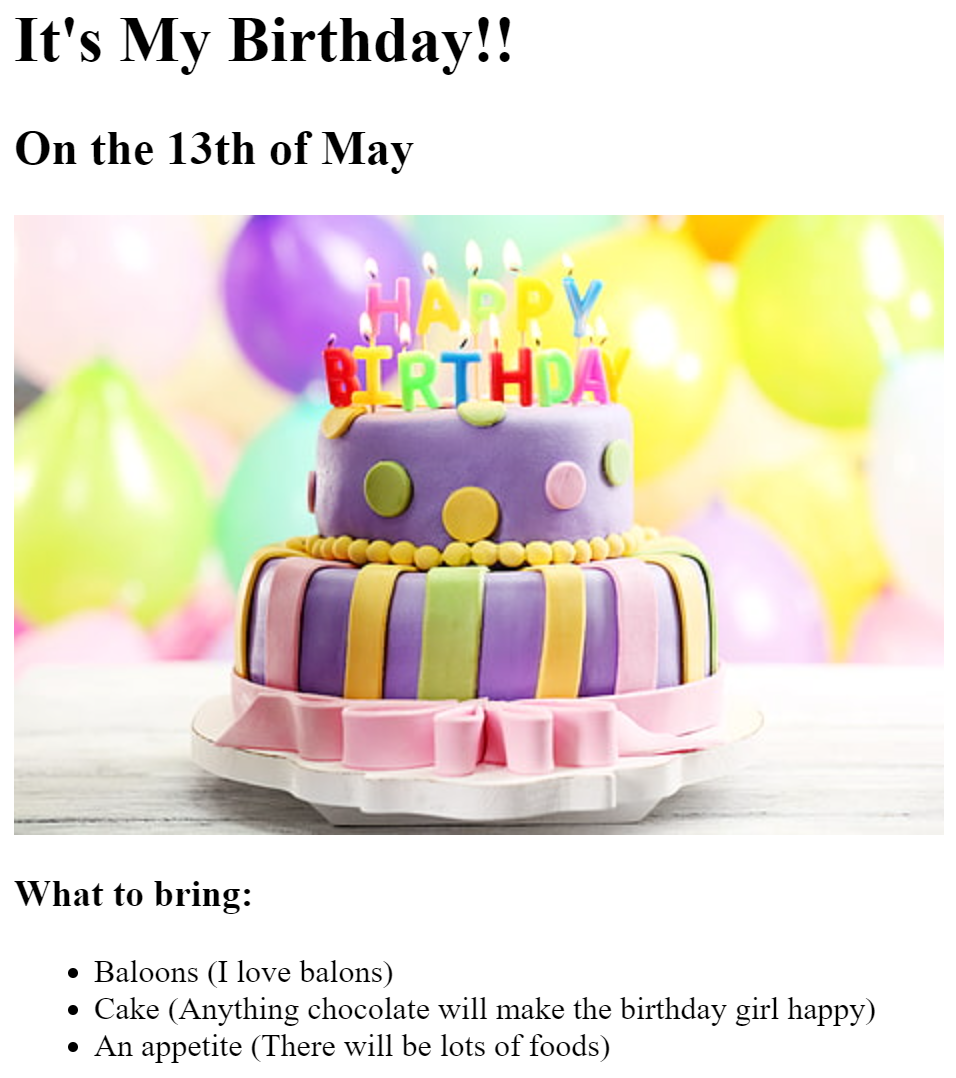 It's My Birthday!!
On the 13th of May
HAPPY
BIRTHDAY
What to bring:
Baloons (I love balons)
Cake (Anything chocolate will make the birthday girl happy)
An appetite (There will be lots of foods)